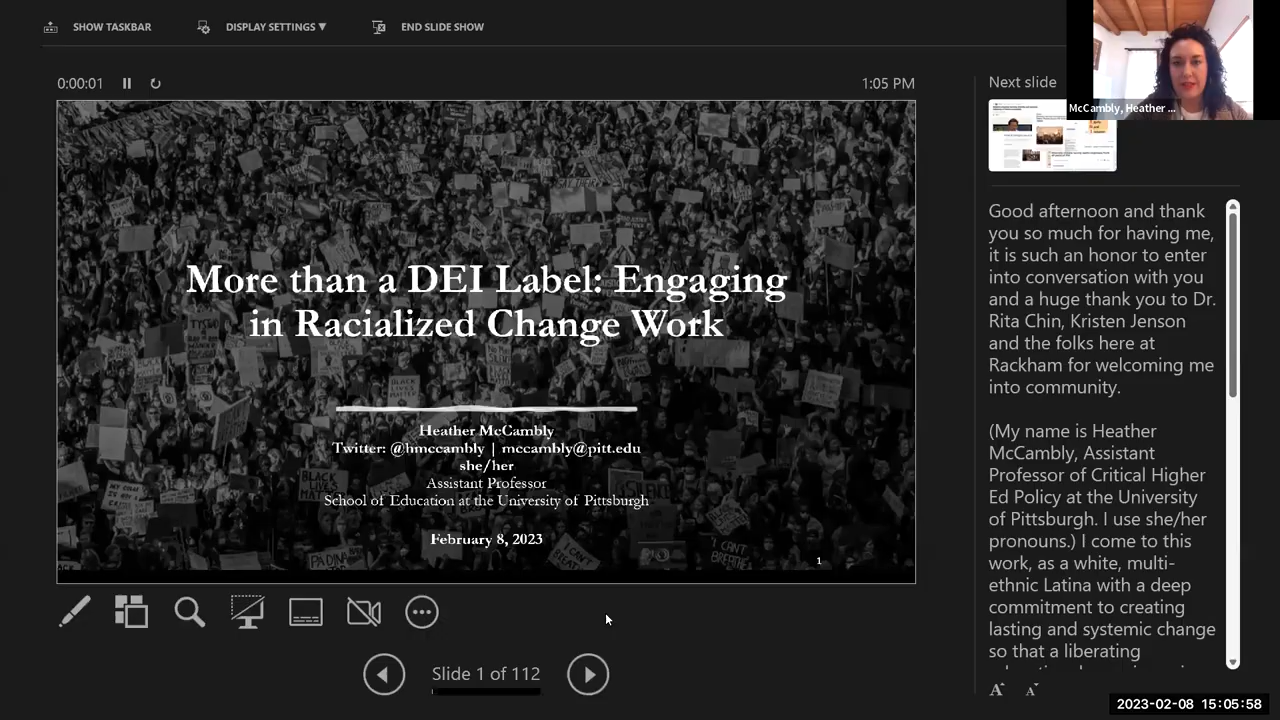 SHOW TASKBAR
DISPLAY SETTINGS ▼
END SLIDE SHOW
0:00:01
1:05 PM
More than a DEI Label: Engaging
in Racialized Change Work
Heather McCambly
Twitter: @hmccambly | mccambly@pitt.edu
she/her
Assistant Professor
School of Education at the University of Pittsburgh
February 8, 2023
1
Slide 1 of 112
Next slide
McCambly, Heather ...
Good afternoon and thank
you so much for having me,
it is such an honor to enter
into conversation with you
and a huge thank you to Dr.
Rita Chin, Kristen Jenson
and the folks here at
Rackham for welcoming me
into community.
(My name is Heather
McCambly, Assistant
Professor of Critical Higher
Ed Policy at the University
of Pittsburgh. I use she/her
pronouns.) I come to this
work, as a white, multi-
ethnic Latina with a deep
commitment to creating
lasting and systemic change
so that a liberating
A A
2023-02-08 15:05:58